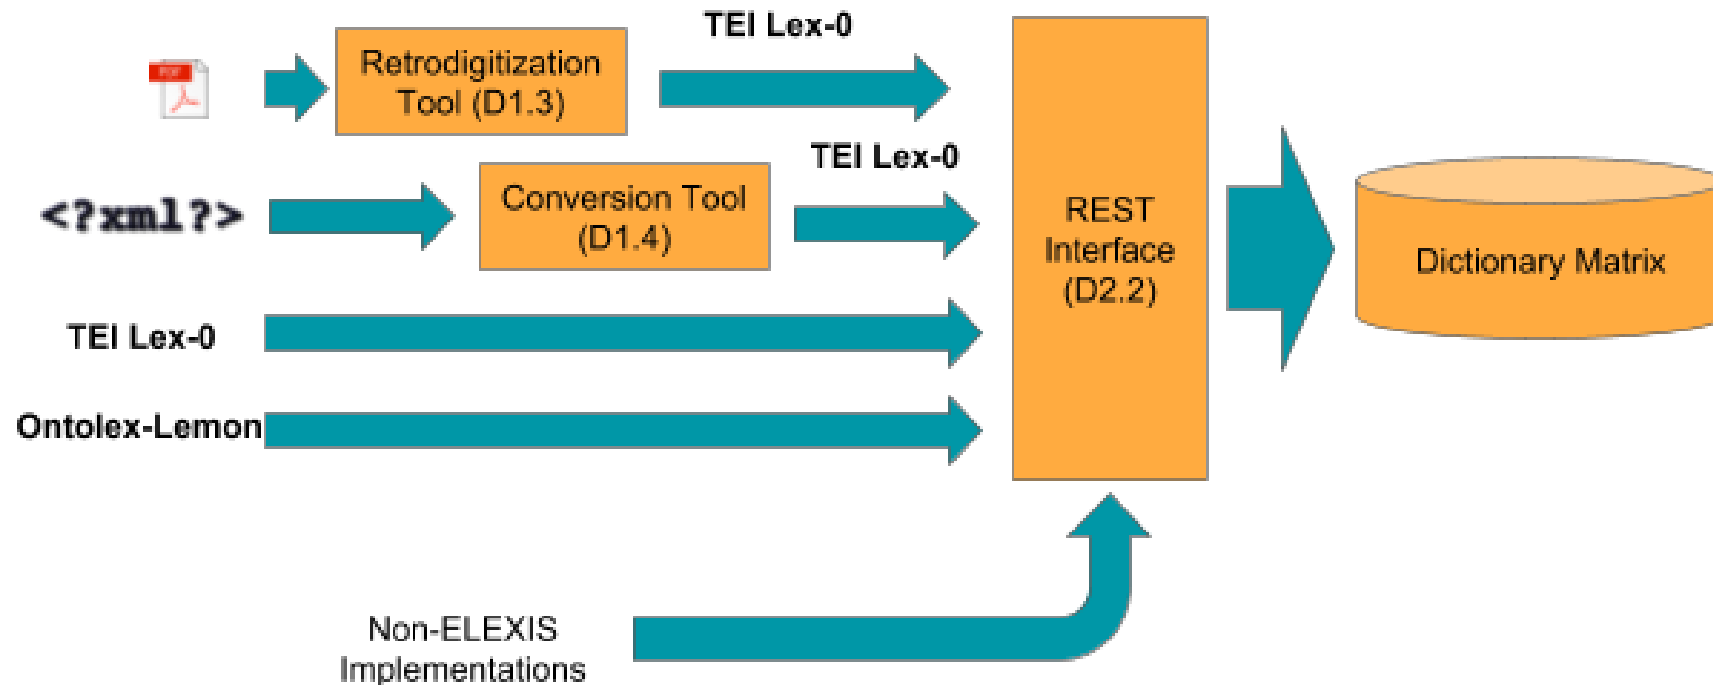 TEI Lex-0
PDF
Retrodigitization
Tool (D1.3)
TEI Lex-0
<?xml?>
Conversion Tool
(D1.4)
REST
Interface
(D2.2)
Dictionary Matrix
TEI Lex-0
Ontolex-Lemon
Non-ELEXIS
Implementations